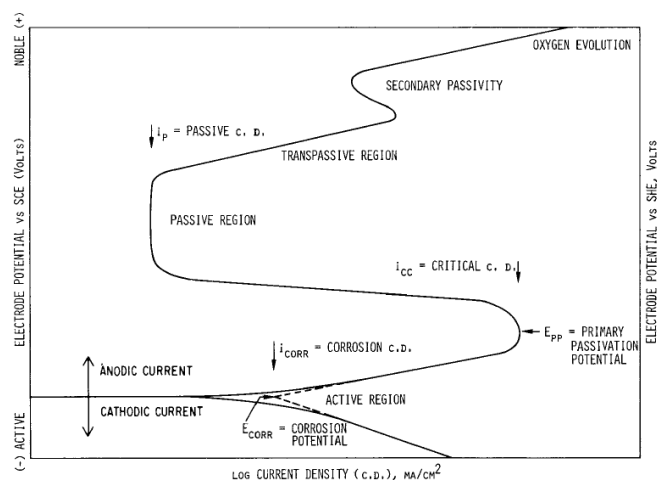 NOBLE (+)
OXYGEN EVOLUTION
SECONDARY PASSIVITY
iP = PASSIVE C. D.
TRANSPASSIVE REGION
ELECTRODE POTENTIAL vs SCE (VOLTS)
ELECTRODE POTENTIAL vs SHE, VOLTS
PASSIVE REGION
iCC = CRITICAL C. D.
EPP = PRIMARY
PASSIVATION
POTENTIAL
iCORR = CORROSION C.D.
ANODIC CURRENT
ACTIVE REGION
CATHODIC CURRENT
ECORR = CORROSION
POTENTIAL
(-) ACTIVE
LOG CURRENT DENSITY (C.D.), MA/CM²